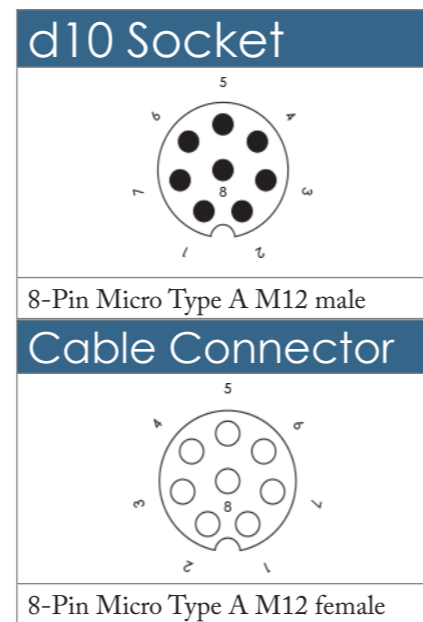 d10 Socket
5
6 4
7 8 3
1 2
8-Pin Micro Type A M12 male
Cable Connector
5
4 6
3 8 7
2 1
8-Pin Micro Type A M12 female